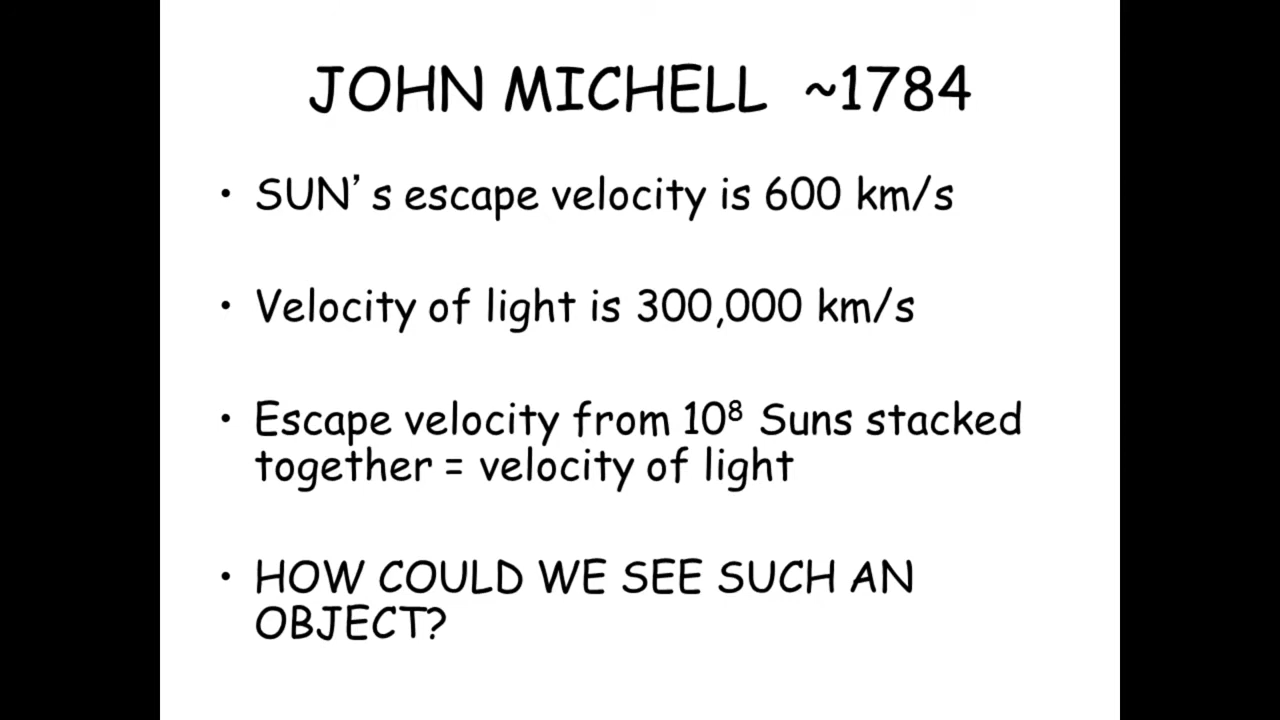 JOHN MICHELL ~1784
• SUN's escape velocity is 600 km/s
• Velocity of light is 300,000 km/s
• Escape velocity from 10⁸ Suns stacked
together = velocity of light
• HOW COULD WE SEE SUCH AN
OBJECT?